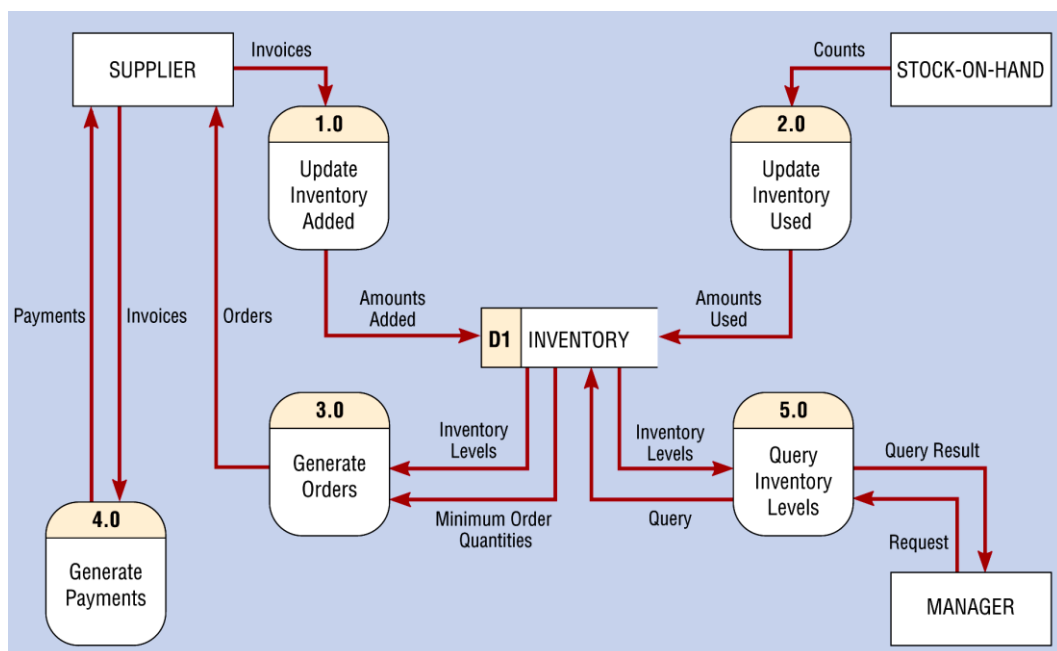 SUPPLIER
Invoices
Counts
STOCK-ON-HAND
1.0
Update
Inventory
Added
2.0
Update
Inventory
Used
Payments
Invoices
Orders
Amounts
Added
Amounts
Used
D1 INVENTORY
3.0
Generate
Orders
Inventory
Levels
Minimum Order
Quantities
Inventory
Levels
Query
5.0
Query
Inventory
Levels
Query Result
Request
4.0
Generate
Payments
MANAGER